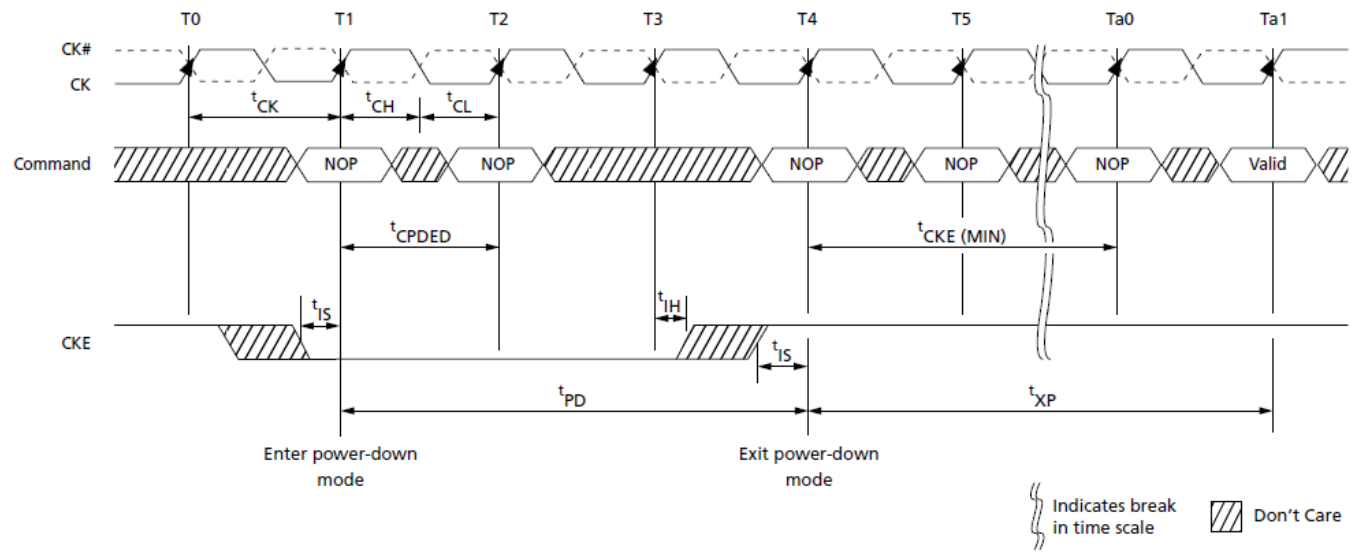 T0 T1 T2 T3 T4 T5 Ta0 Ta1
CK#
CK
tCK tCH tCL
Command NOP NOP NOP NOP NOP Valid
tCPDED tCKE (MIN)
tIS tIH
CKE
tIS
tPD tXP
Enter power-down
mode
Exit power-down
mode
Indicates break
in time scale
Don't Care